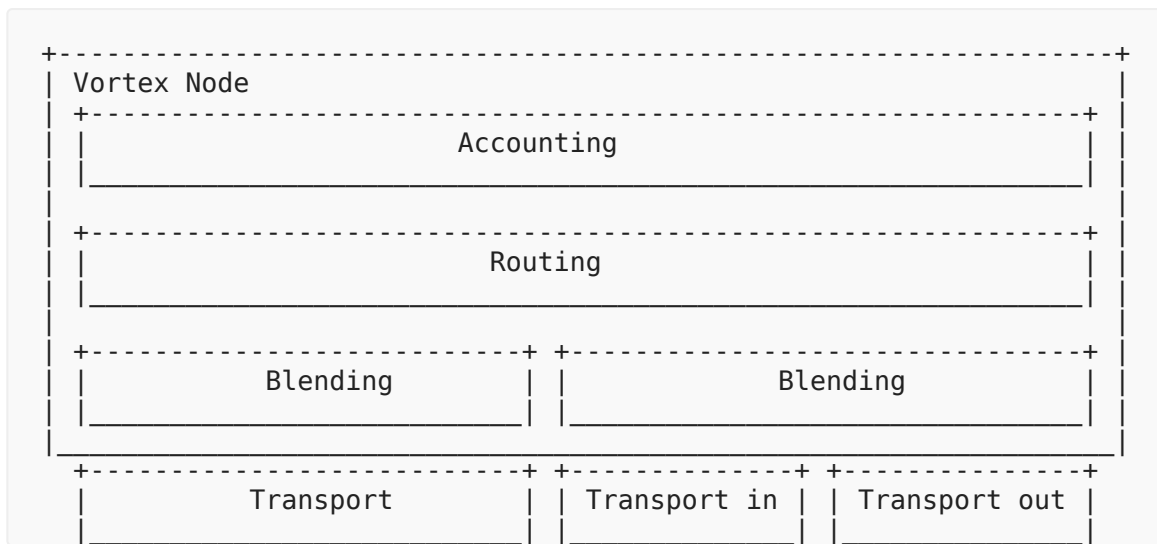 Vortex Node
Accounting
Routing
Blending Blending
Transport Transport in Transport out